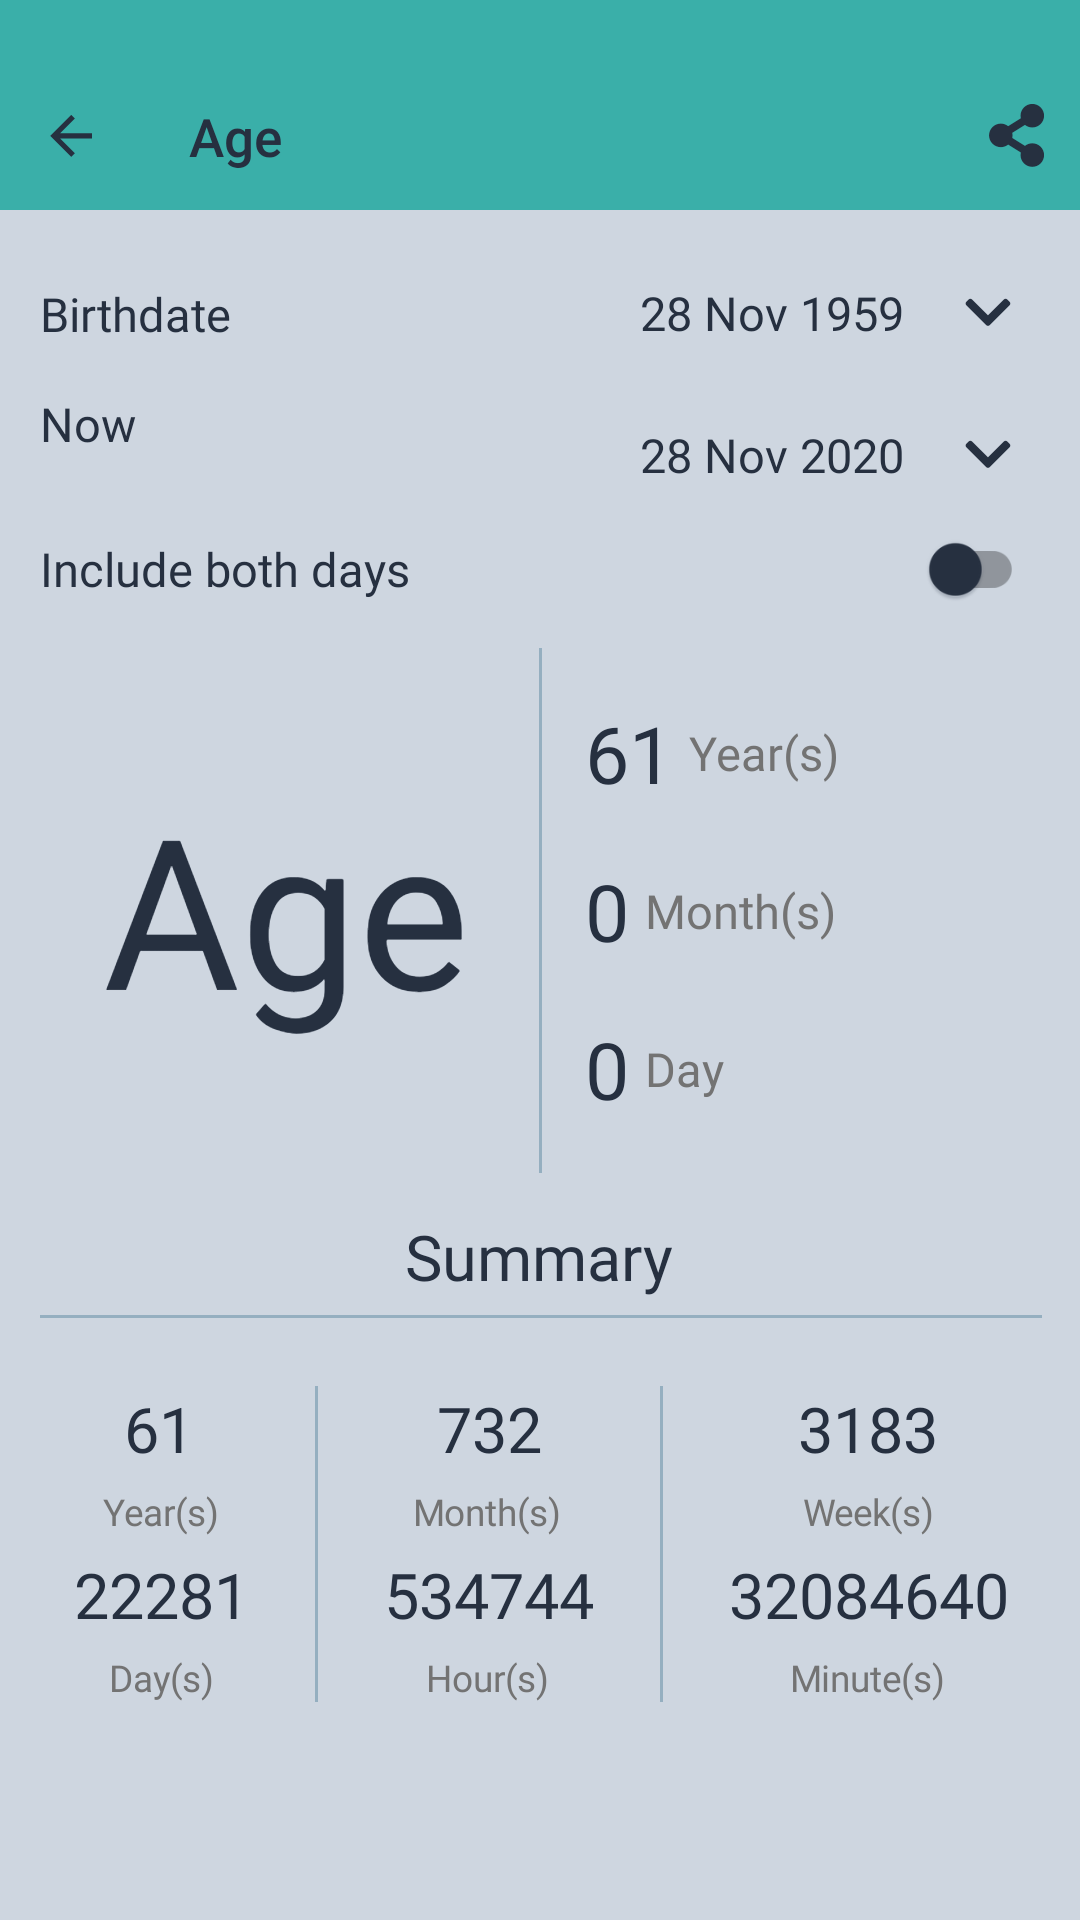 Age
Birthdate 28 Nov 1959
Now
28 Nov 2020
Include both days
Age
61 Year(s)
0 Month(s)
0 Day
Summary
61 732 3183
Year(s) Month(s) Week(s)
22281 534744 32084640
Day(s) Hour(s) Minute(s)